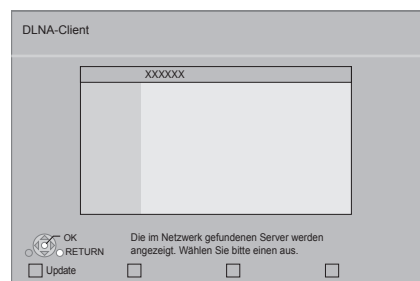 DLNA-Client
XXXXXX
OK
RETURN
Die im Netzwerk gefundenen Server werden
angezeigt. Wählen Sie bitte einen aus.
Update